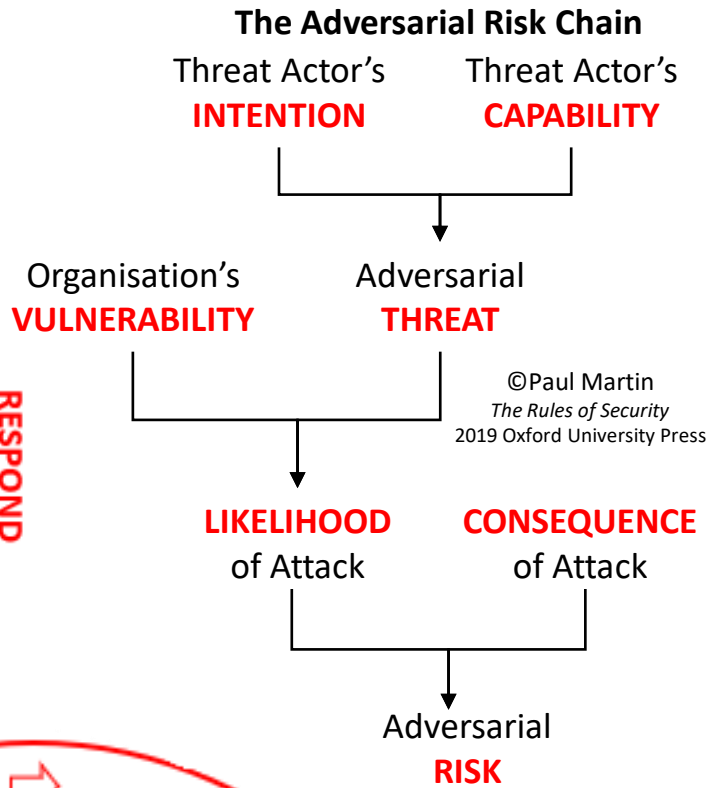 The Adversarial Risk Chain
Threat Actor's
INTENTION
Threat Actor's
CAPABILITY
Organisation's
VULNERABILITY
Adversarial
THREAT
©Paul Martin
The Rules of Security
2019 Oxford University Press
RESPOND
LIKELIHOOD
of Attack
CONSEQUENCE
of Attack
Adversarial
RISK